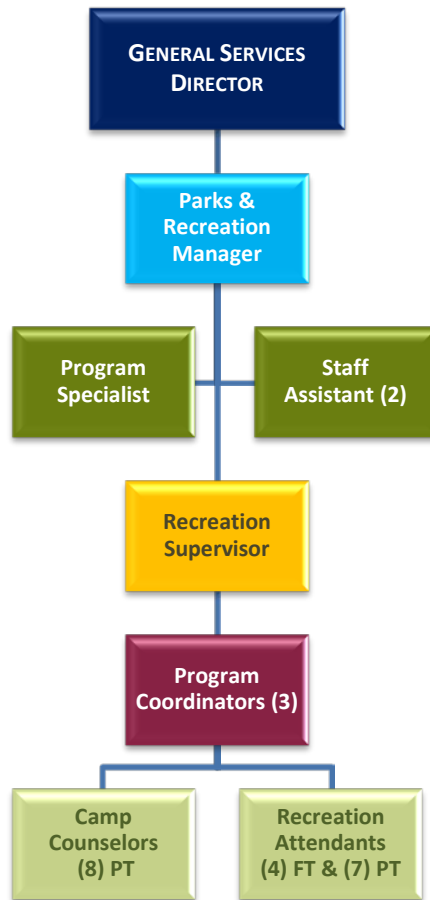 GENERAL SERVICES
DIRECTOR
Parks &
Recreation
Manager
Program
Specialist
Staff
Assistant (2)
Recreation
Supervisor
Program
Coordinators (3)
Camp
Counselors
(8) PT
Recreation
Attendants
(4) FT & (7) PT